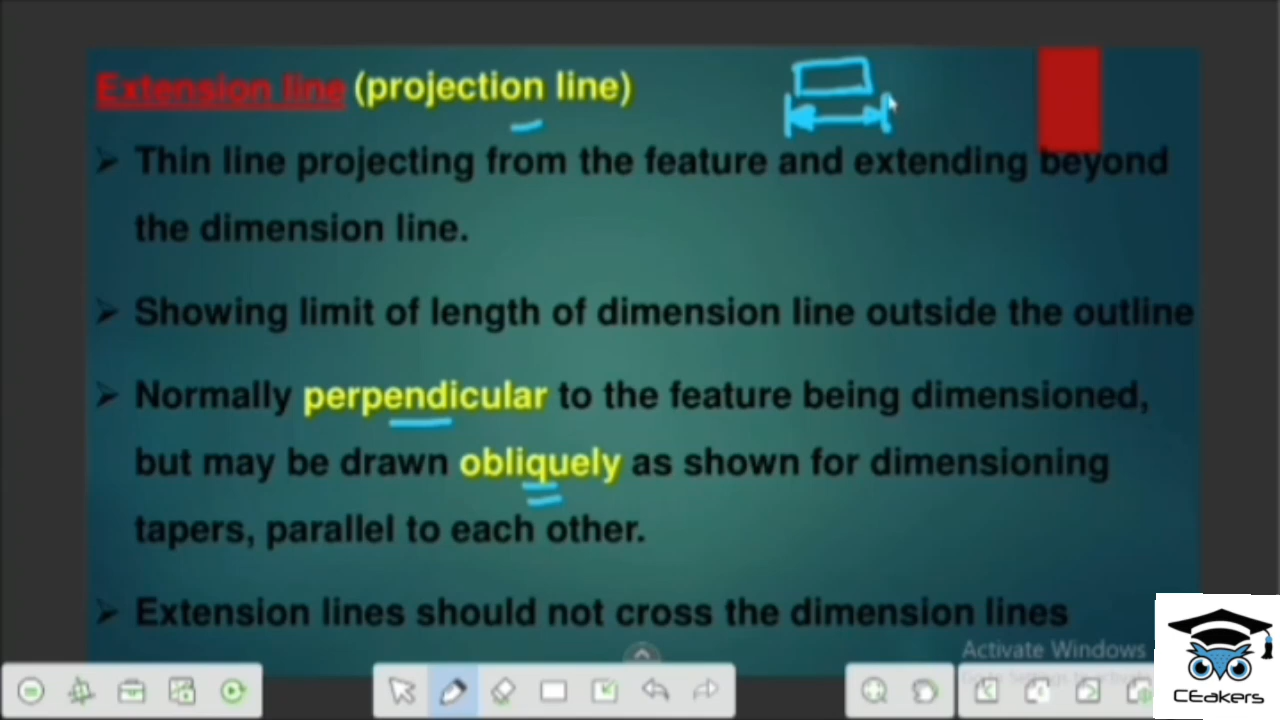 Extension line (projection line)
➢ Thin line projecting from the feature and extending beyond
the dimension line.
➢ Showing limit of length of dimension line outside the outline
➢ Normally perpendicular to the feature being dimensioned,
but may be drawn obliquely as shown for dimensioning
tapers, parallel to each other.
➢ Extension lines should not cross the dimension lines
Activate Windows
CEakers